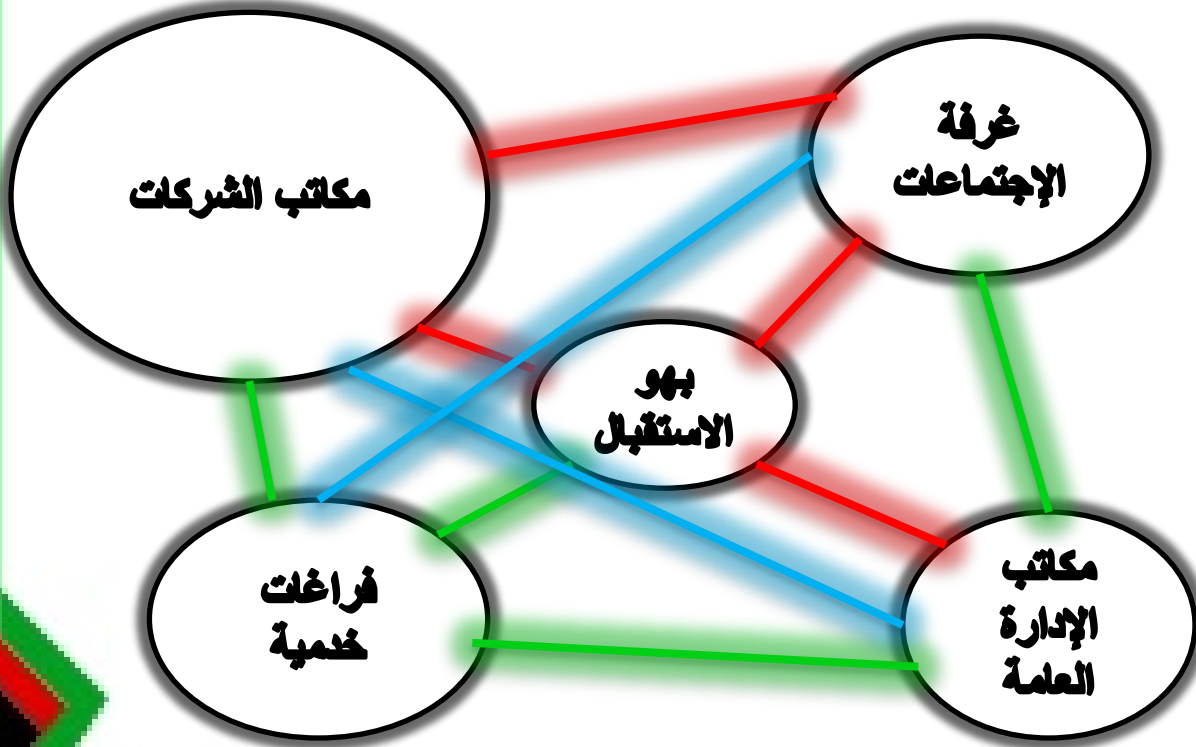 مكاتب الشركات
غرفة
الإجتماعات
بهو
الاستقبال
فراغات
خدمية
مكاتب
الإدارة
العامة